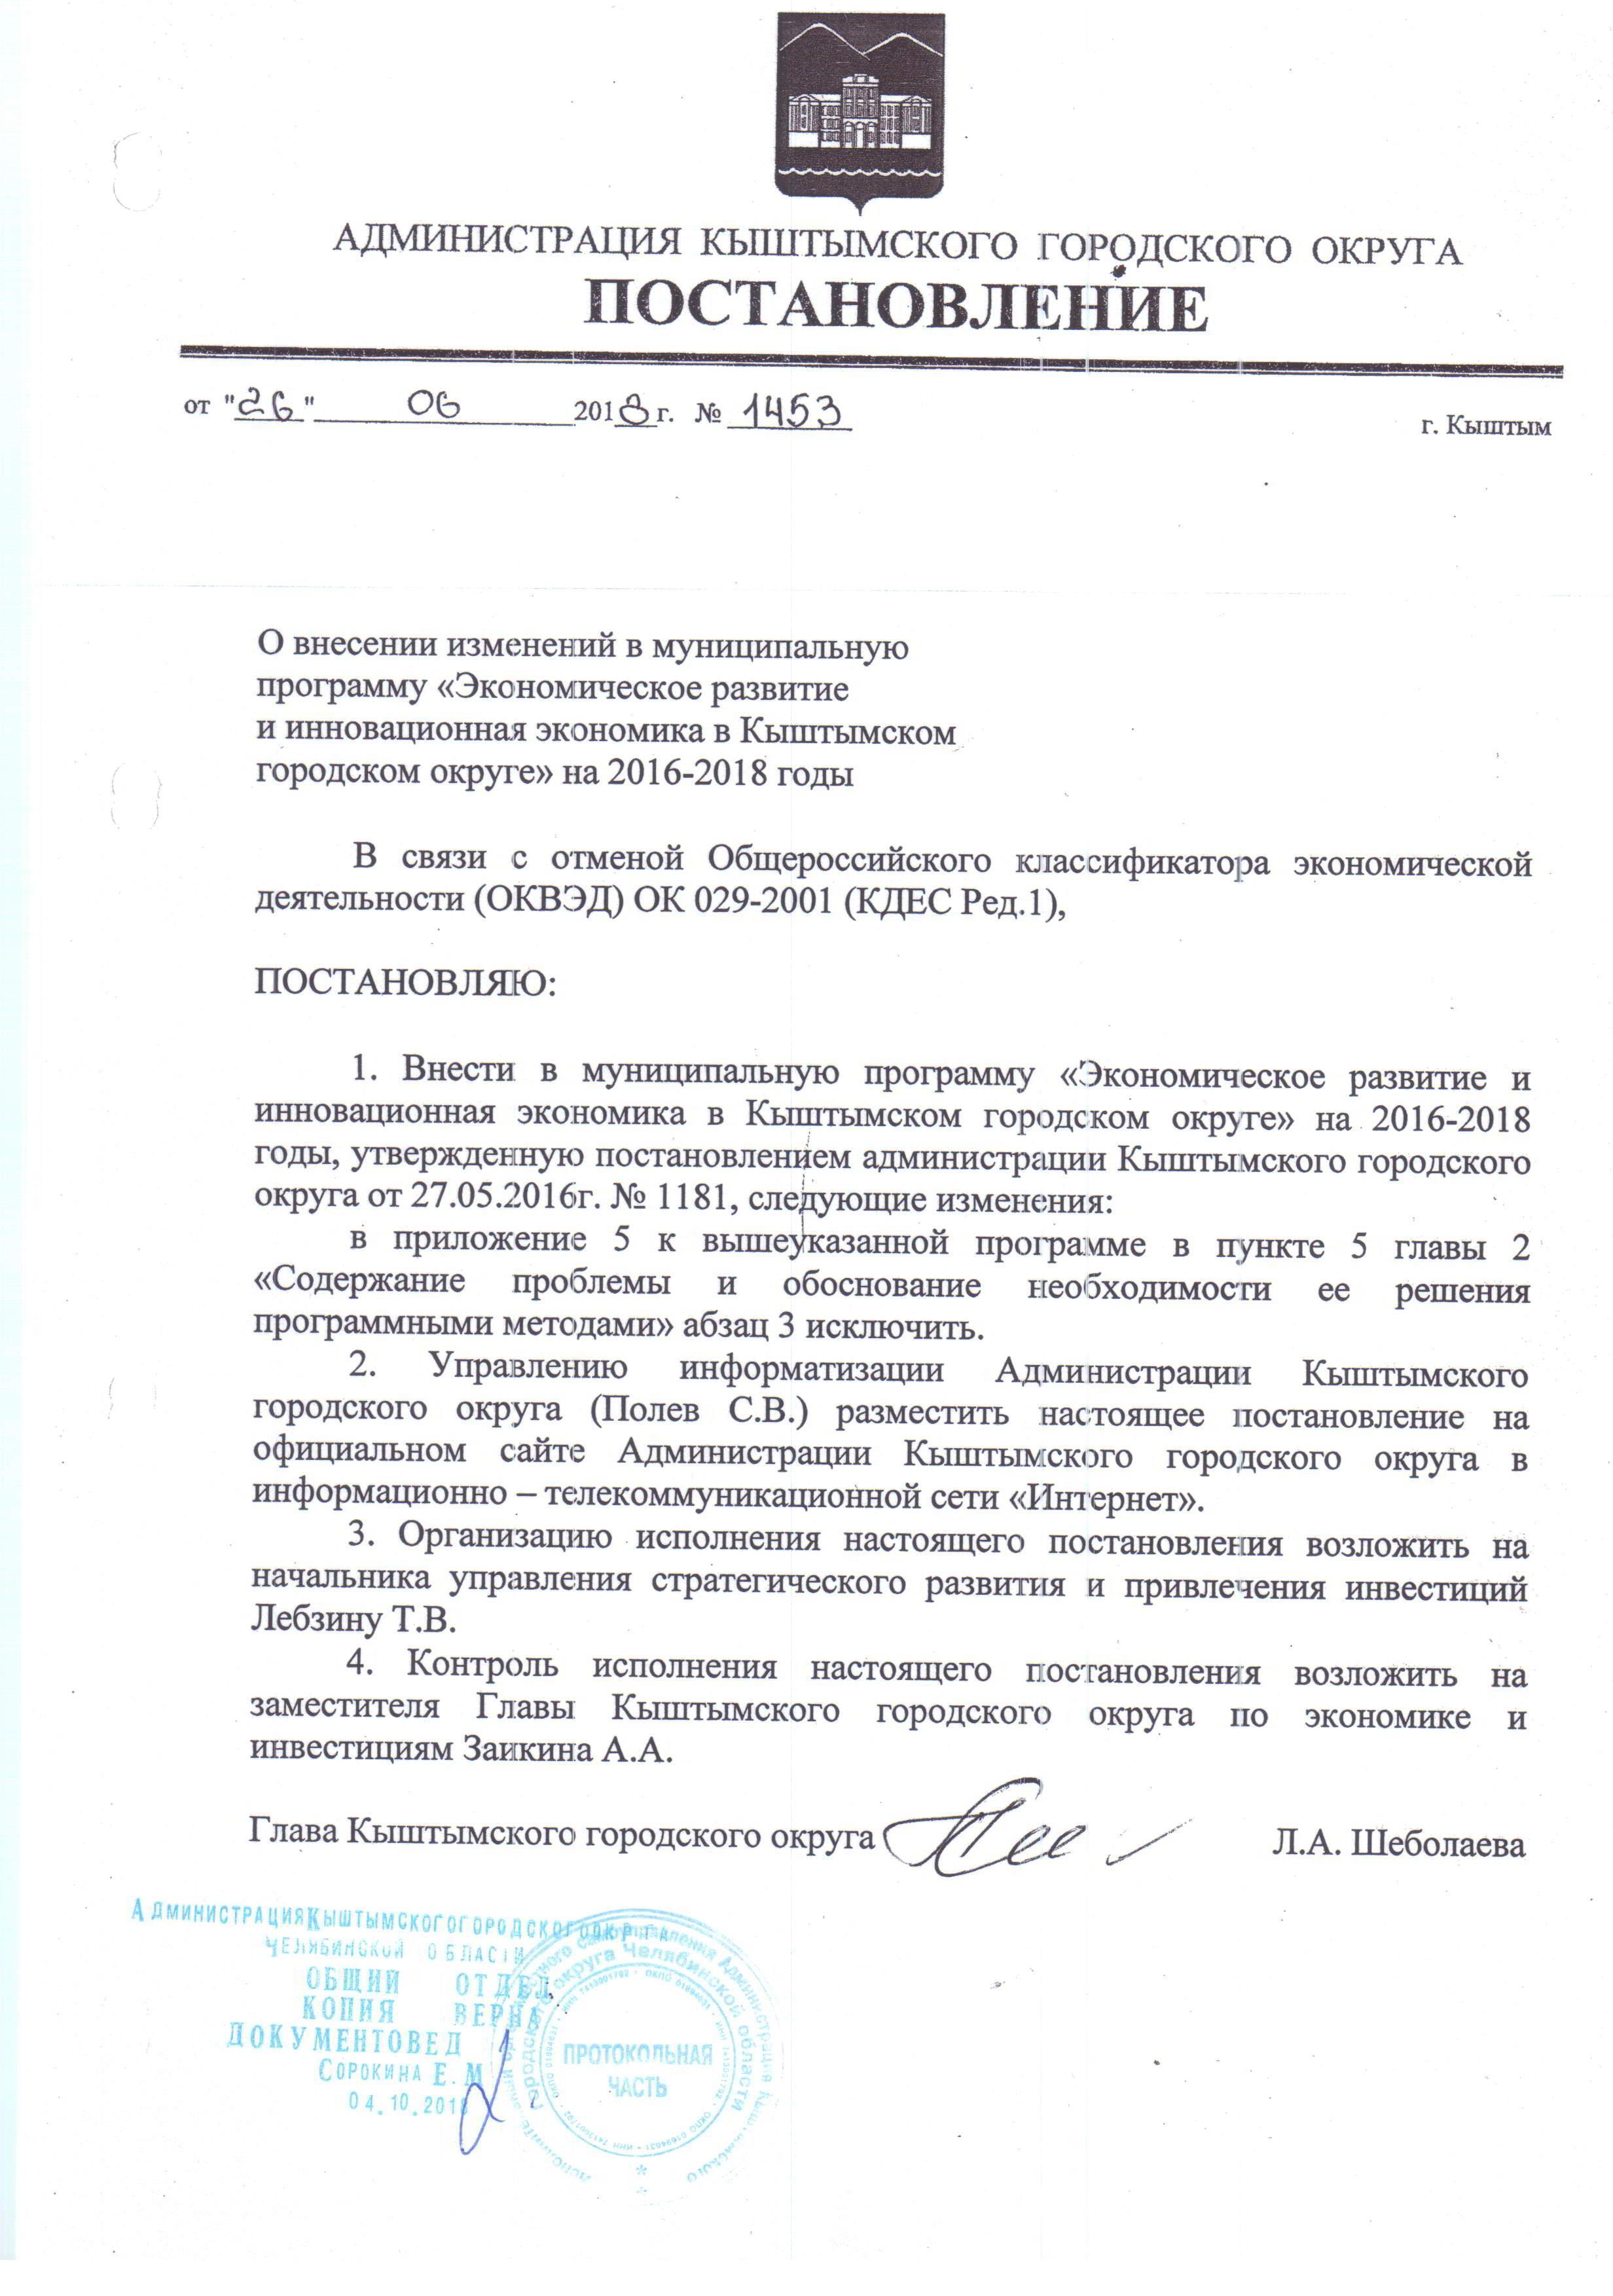 АДМИНИСТРАЦИЯ КЫШТЫМСКОГО ГОРОДСКОГО ОКРУГА
ПОСТАНОВЛЕНИЕ
от "26" 06 2018г. № 1453
г. Кыштым
О внесении изменений в муниципальную
программу «Экономическое развитие
и инновационная экономика в Кыштымском
городском округе» на 2016-2018 годы
В связи с отменой Общероссийского классификатора экономической
деятельности (ОКВЭД) ОК 029-2001 (КДЕС Ред.1),
ПОСТАНОВЛЯЮ:
1. Внести в муниципальную программу «Экономическое развитие и
инновационная экономика в Кыштымском городском округе» на 2016-2018
годы, утвержденную постановлением администрации Кыштымского городского
округа от 27.05.2016г. № 1181, следующие изменения:
в приложение 5 к вышеуказанной программе в пункте 5 главы 2
«Содержание проблемы и обоснование необходимости ее решения
программными методами» абзац 3 исключить.
2. Управлению информатизации Администрации Кыштымского
городского округа (Полев С.В.) разместить настоящее постановление на
официальном сайте Администрации Кыштымского городского округа в
информационно – телекоммуникационной сети «Интернет».
3. Организацию исполнения настоящего постановления возложить на
начальника управления стратегического развития и привлечения инвестиций
Лебзину Т.В.
4. Контроль исполнения настоящего постановления возложить на
заместителя Главы Кыштымского городского округа по экономике и
инвестициям Заикина А.А.
Глава Кыштымского городского округа
Л.А. Шеболаева
АДМИНИСТРАЦИЯ КЫШТЫМСКОГО ГОРОДСКОГО
ЧЕЛЯБИНСКОЙ ОБЛАСТИ
ОБЩИЙ ОТДЕЛ
КОПИЯ ВЕРНА
ДОКУМЕНТОВЕД
СОРОКИНА Е.М
04.10.2018
округа Челябинской области
ПРОТОКОЛЬНАЯ
ЧАСТЬ